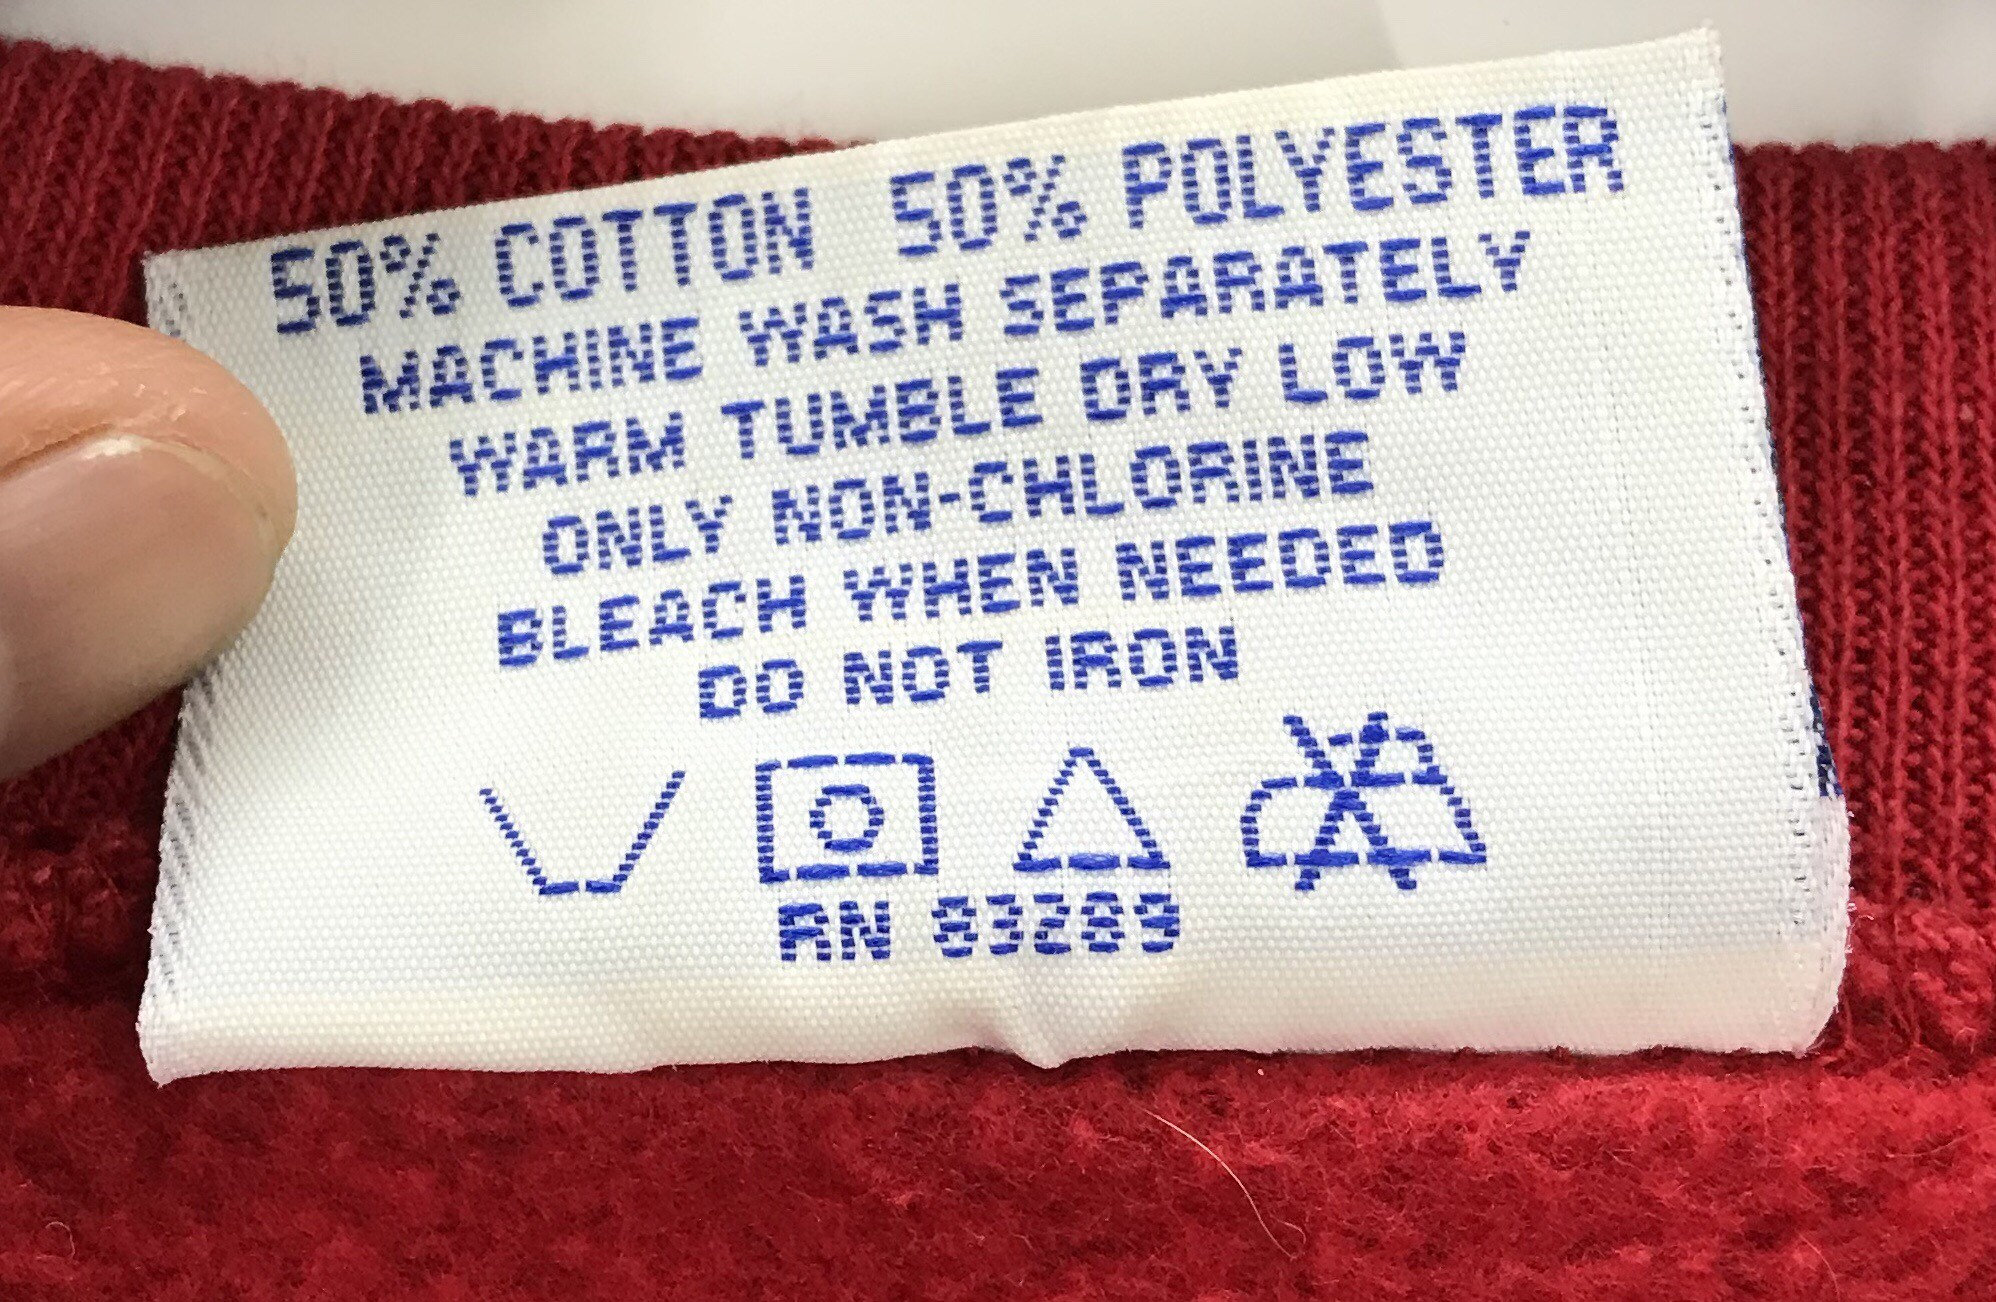 50% COTTON 50% POLYESTER
MACHINE WASH SEPARATELY
WARM TUMBLE DRY LOW
ONLY NON-CHLORINE
BLEACH WHEN NEEDED
DO NOT IRON
RN 83289